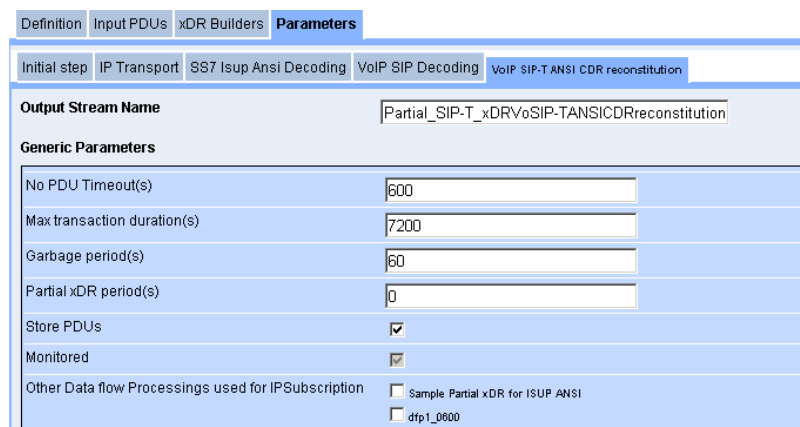 Definition Input PDUs xDR Builders Parameters
Initial step IP Transport SS7 Isup Ansi Decoding VoIP SIP Decoding VoIP SIP-T ANSI CDR reconstitution
Output Stream Name Partial_SIP-T_xDRVoSIP-TANSICDRreconstitution
Generic Parameters
No PDU Timeout(s) 600
Max transaction duration(s) 7200
Garbage period(s) 60
Partial xDR period(s) 0
Store PDUs
Monitored
Other Data flow Processings used for IPSubscription Sample Partial xDR for ISUP ANSI
dfp1_0600